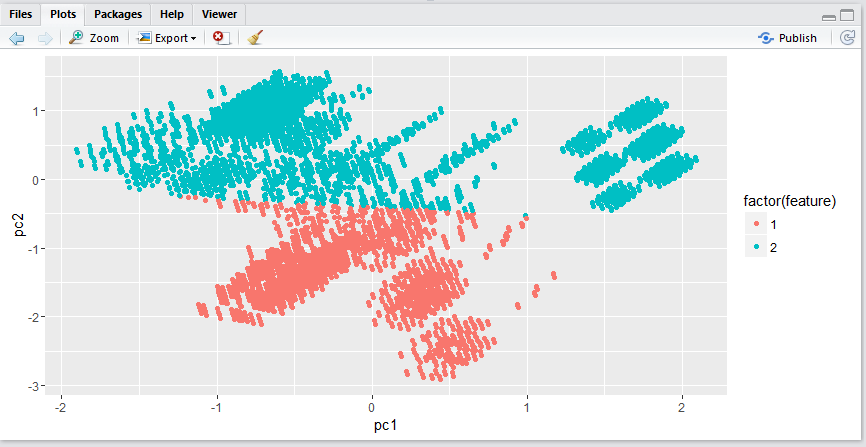 Files Plots Packages Help Viewer
Zoom Export Publish
1
0
-1
-2
-3
pc2
-2 -1 0 1 2
pc1
factor(feature)
1
2